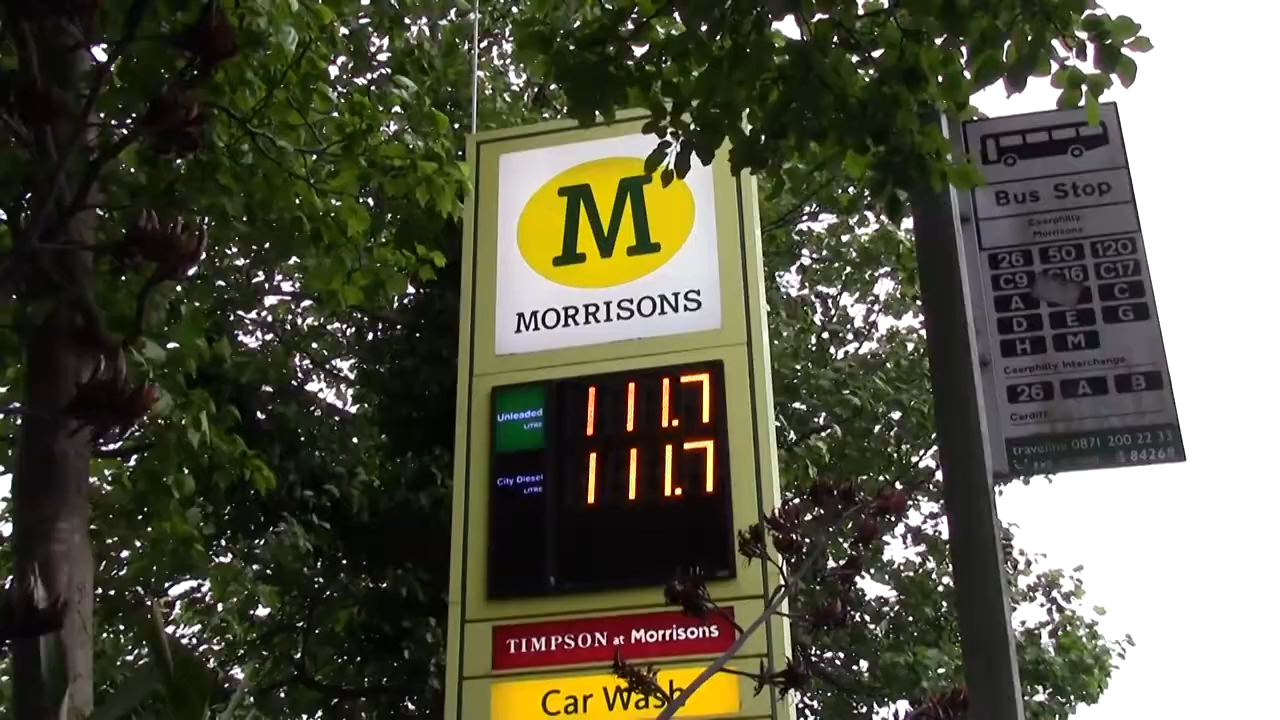 M
MORRISONS
Unleaded
LITRE
111.7
City Diesel
LITRE
111.7
TIMPSON at Morrisons
Car Wash
Bus Stop
Caerphilly
Morrisons
26 50 120
C9 C16 C17
A C
D E G
H M
Caerphilly Interchange
26 A B
Cardiff
traveline 0871 200 22 33
84268